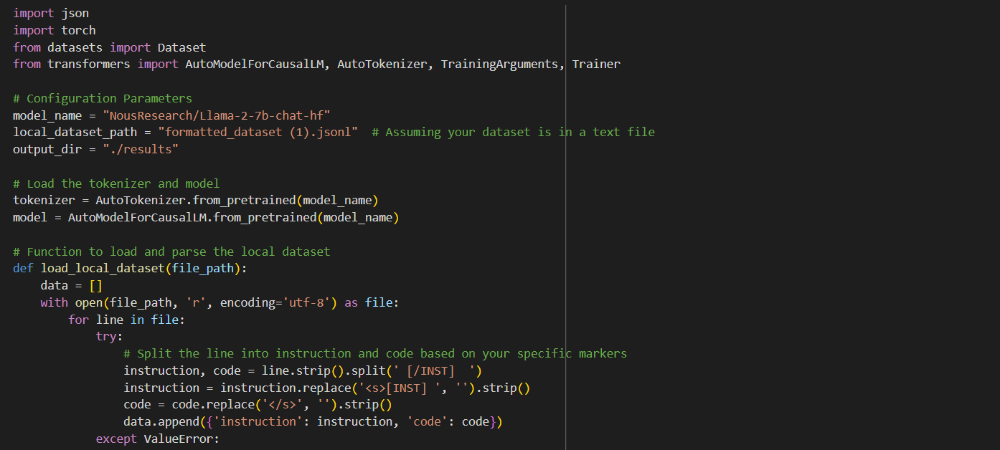 import json
import torch
from datasets import Dataset
from transformers import AutoModelForCausalLM, AutoTokenizer, TrainingArguments, Trainer

# Configuration Parameters
model_name = "NousResearch/Llama-2-7b-chat-hf"
local_dataset_path = "formatted_dataset (1).jsonl"  # Assuming your dataset is in a text file
output_dir = "./results"

# Load the tokenizer and model
tokenizer = AutoTokenizer.from_pretrained(model_name)
model = AutoModelForCausalLM.from_pretrained(model_name)

# Function to load and parse the local dataset
def load_local_dataset(file_path):
    data = []
    with open(file_path, 'r', encoding='utf-8') as file:
        for line in file:
            try:
                # Split the line into instruction and code based on your specific markers
                instruction, code = line.strip().split(' [/INST]  ')
                instruction = instruction.replace('<s>[INST] ', '').strip()
                code = code.replace('</s>', '').strip()
                data.append({'instruction': instruction, 'code': code})
            except ValueError: